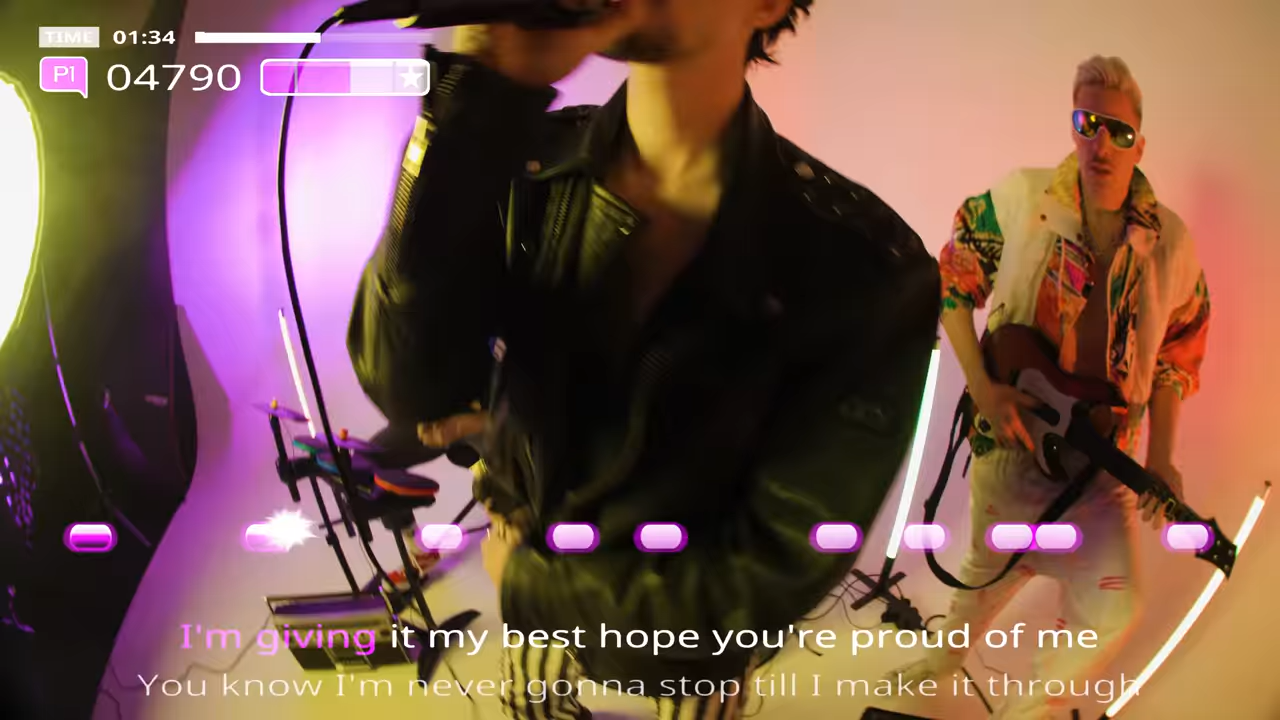 TIME 01:34
P1 04790
I'm giving it my best hope you're proud of me
You know I'm never gonna stop till I make it through